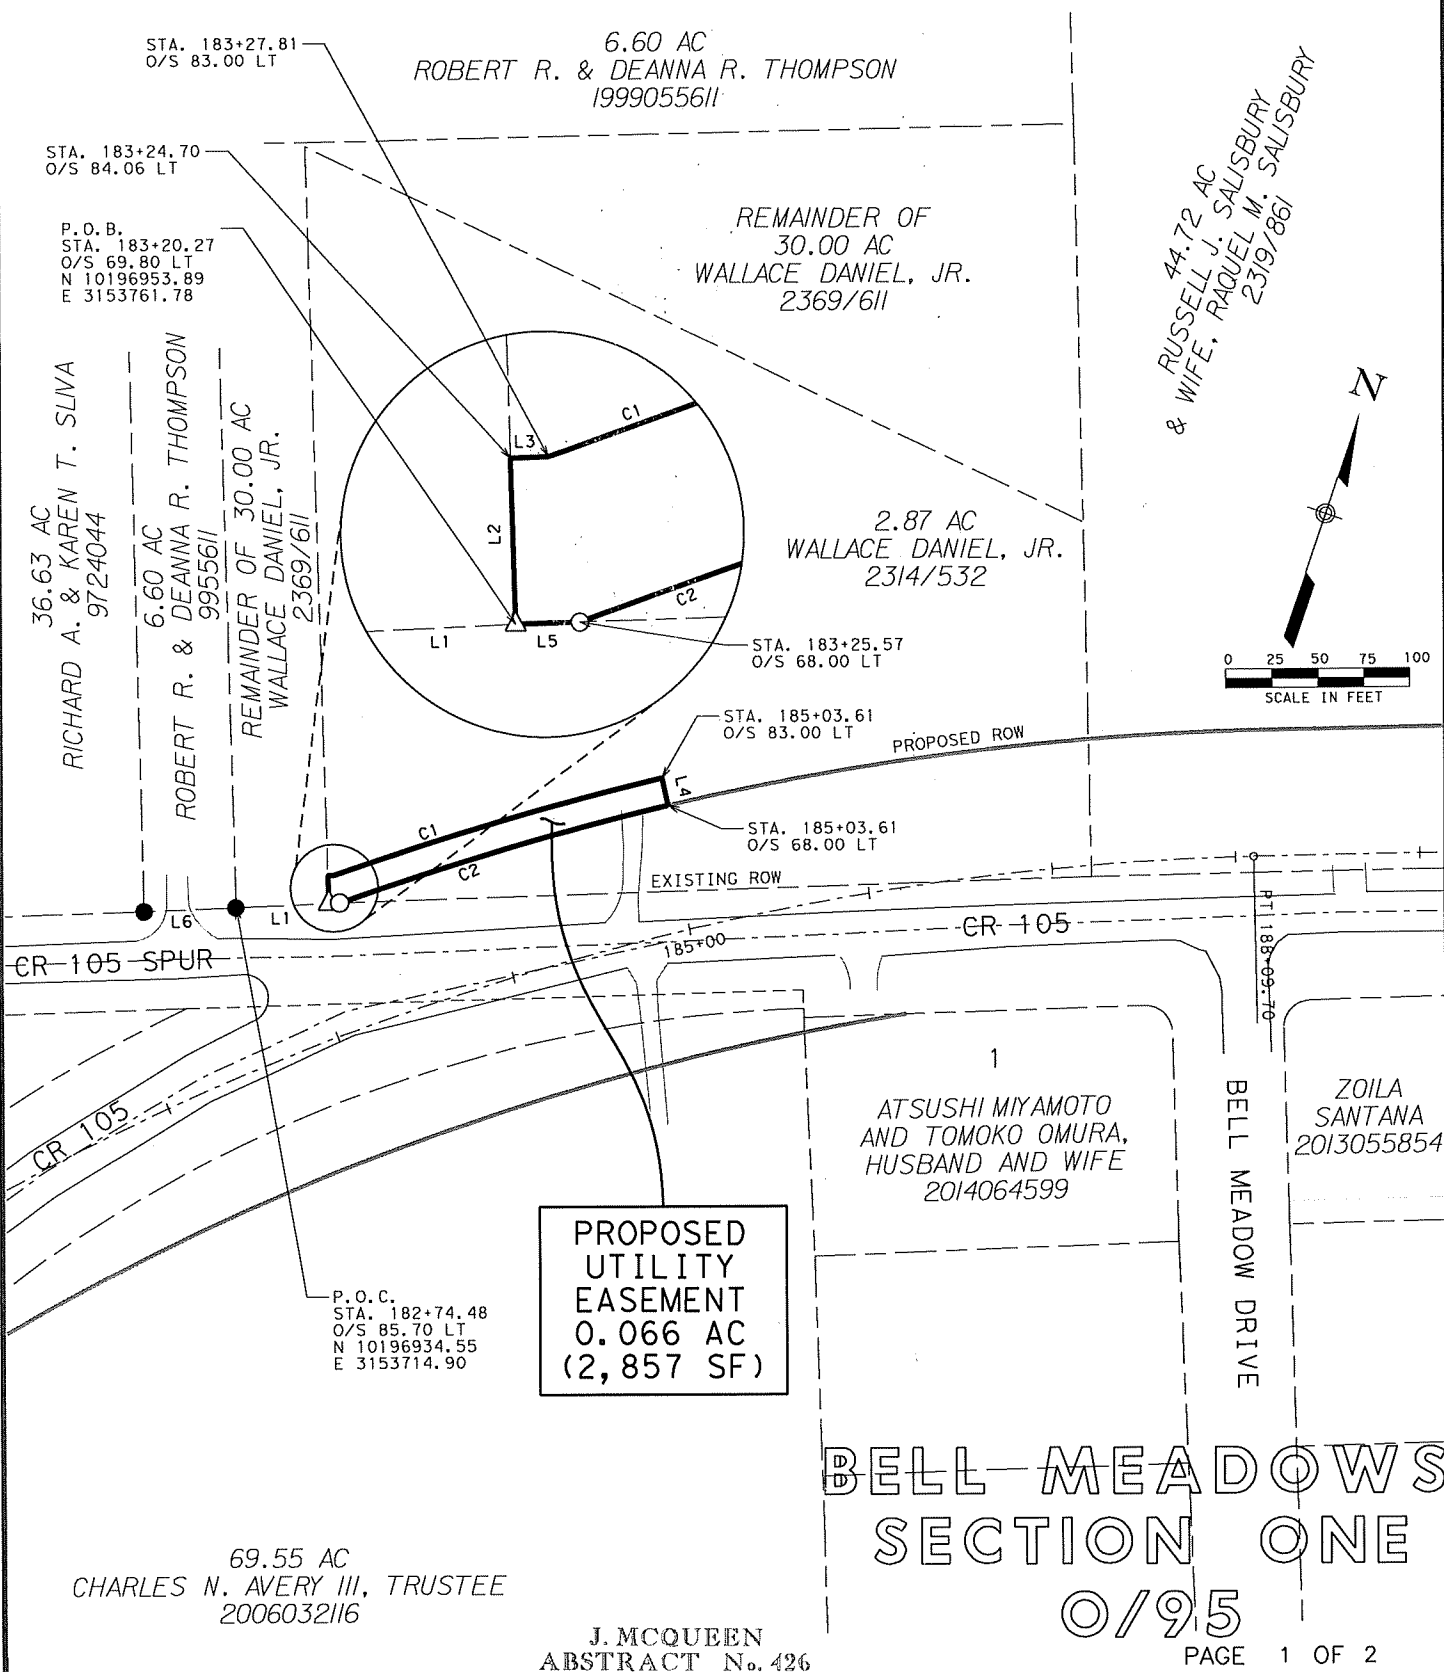 STA. 183+27.81
O/S 83.00 LT
6.60 AC
ROBERT R. & DEANNA R. THOMPSON
1999055611
STA. 183+24.70
O/S 84.06 LT
P.O.B.
STA. 183+20.27
O/S 69.80 LT
N 10196953.89
E 3153761.78
REMAINDER OF
30.00 AC
WALLACE DANIEL, JR.
2369/611
44.72 AC
RUSSELL J. SALISBURY
& WIFE, RAQUEL M. SALISBURY
2319/861
N
36.63 AC
RICHARD A. & KAREN T. SLIVA
9724044
6.60 AC
ROBERT R. & DEANNA R. THOMPSON
9955611
REMAINDER OF 30.00 AC
WALLACE DANIEL, JR.
2369/611
C1
L3
L2
C2
L1
L5
2.87 AC
WALLACE DANIEL, JR.
2314/532
STA. 183+25.57
O/S 68.00 LT
0 25 50 75 100
SCALE IN FEET
STA. 185+03.61
O/S 83.00 LT
PROPOSED ROW
L4
C1
C2
STA. 185+03.61
O/S 68.00 LT
EXISTING ROW
L6
L1
CR 105 SPUR
185+00
CR 105
PT 188+09.70
CR 105
1
ATSUSHI MIYAMOTO
AND TOMOKO OMURA,
HUSBAND AND WIFE
2014064599
BELL MEADOW DRIVE
ZOILA
SANTANA
2013055854
PROPOSED
UTILITY
EASEMENT
0.066 AC
(2,857 SF)
P.O.C.
STA. 182+74.48
O/S 85.70 LT
N 10196934.55
E 3153714.90
BELL MEADOWS
SECTION ONE
O/95
69.55 AC
CHARLES N. AVERY III, TRUSTEE
2006032116
J. MCQUEEN
ABSTRACT No. 426
PAGE 1 OF 2